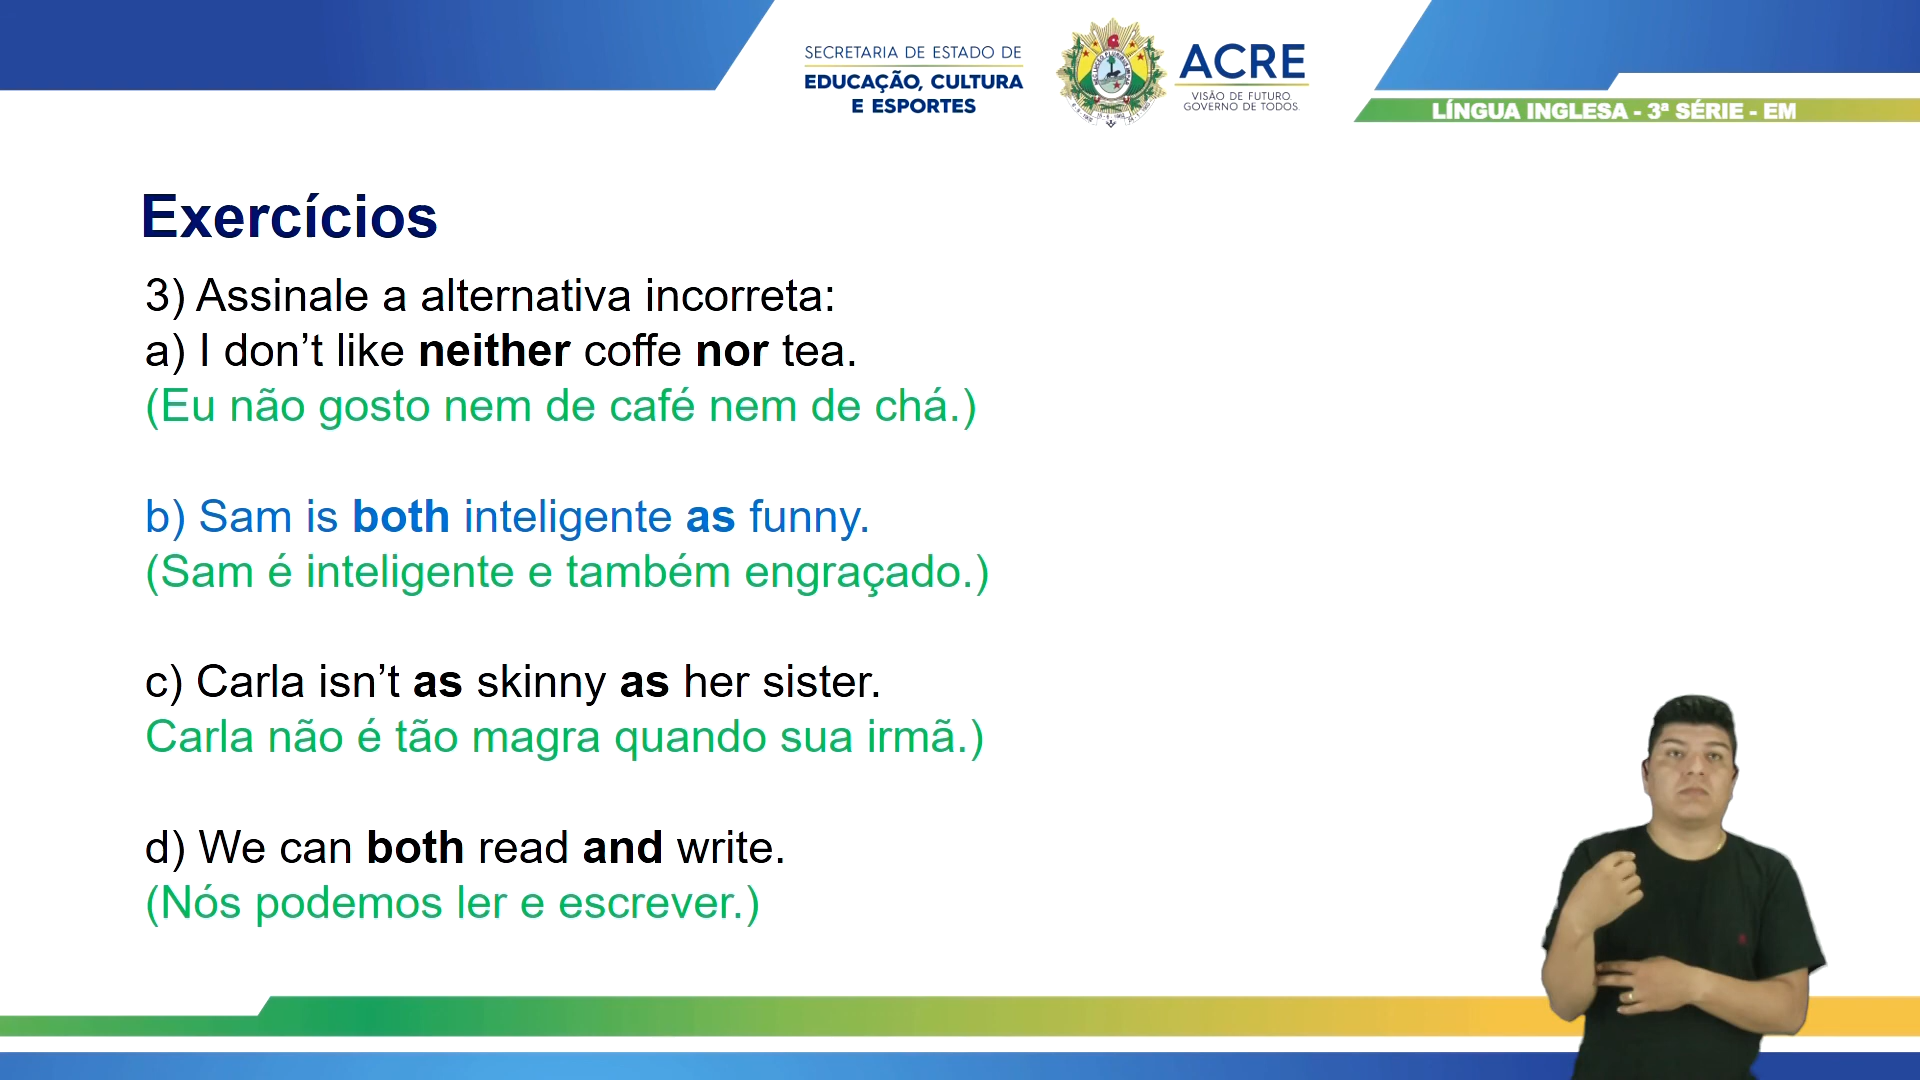 SECRETARIA DE ESTADO DE
EDUCAÇÃO, CULTURA
E ESPORTES
ACRE
VISÃO DE FUTURO.
GOVERNO DE TODOS.
LÍNGUA INGLESA - 3ª SÉRIE - EM
Exercícios
3) Assinale a alternativa incorreta:
a) I don’t like neither coffe nor tea.
(Eu não gosto nem de café nem de chá.)
b) Sam is both inteligente as funny.
(Sam é inteligente e também engraçado.)
c) Carla isn’t as skinny as her sister.
Carla não é tão magra quando sua irmã.)
d) We can both read and write.
(Nós podemos ler e escrever.)